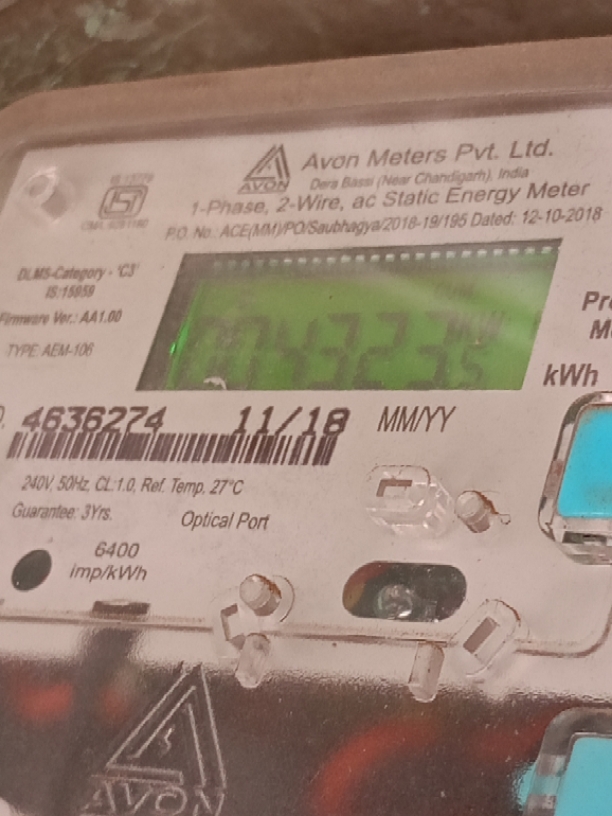 Avon Meters Pvt. Ltd.
AVON
Dera Bassi (Near Chandigarh), India
1-Phase, 2-Wire, ac Static Energy Meter
P.O. No.: ACE(MM)/PO/Saubhagya/2018-19/195 Dated: 12-10-2018
DLMS-Category - 'C3'
IS:15959
Firmware Ver.: AA1.00
TYPE: AEM-106
kWh
4636274 11/18 MM/YY
240V, 50Hz, CL:1.0, Ref. Temp. 27°C
Guarantee: 3Yrs.
Optical Port
6400
imp/kWh
AVON